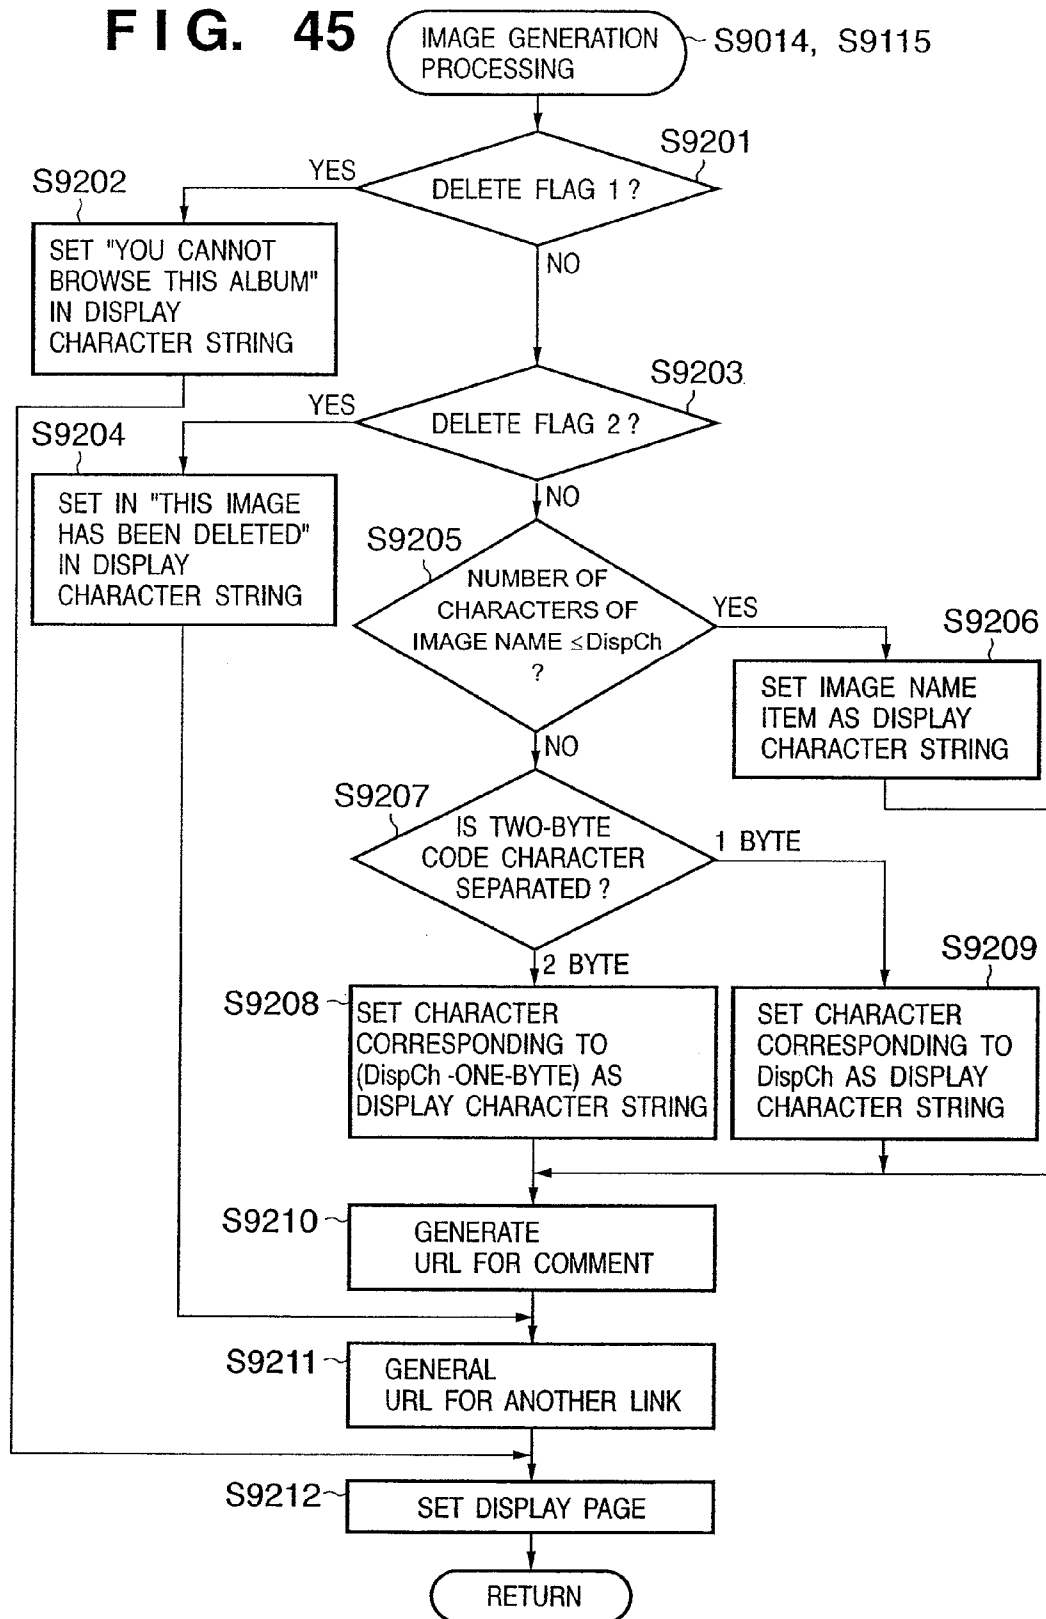 FIG. 45
IMAGE GENERATION
PROCESSING
S9014, S9115
S9201
DELETE FLAG 1 ?
YES
NO
S9202
SET "YOU CANNOT
BROWSE THIS ALBUM"
IN DISPLAY
CHARACTER STRING
S9203
DELETE FLAG 2 ?
YES
NO
S9204
SET IN "THIS IMAGE
HAS BEEN DELETED"
IN DISPLAY
CHARACTER STRING
S9205
NUMBER OF
CHARACTERS OF
IMAGE NAME ≤DispCh
?
YES
NO
S9206
SET IMAGE NAME
ITEM AS DISPLAY
CHARACTER STRING
S9207
IS TWO-BYTE
CODE CHARACTER
SEPARATED ?
1 BYTE
2 BYTE
S9208
SET CHARACTER
CORRESPONDING TO
(DispCh -ONE-BYTE) AS
DISPLAY CHARACTER STRING
S9209
SET CHARACTER
CORRESPONDING TO
DispCh AS DISPLAY
CHARACTER STRING
S9210
GENERATE
URL FOR COMMENT
S9211
GENERAL
URL FOR ANOTHER LINK
S9212
SET DISPLAY PAGE
RETURN